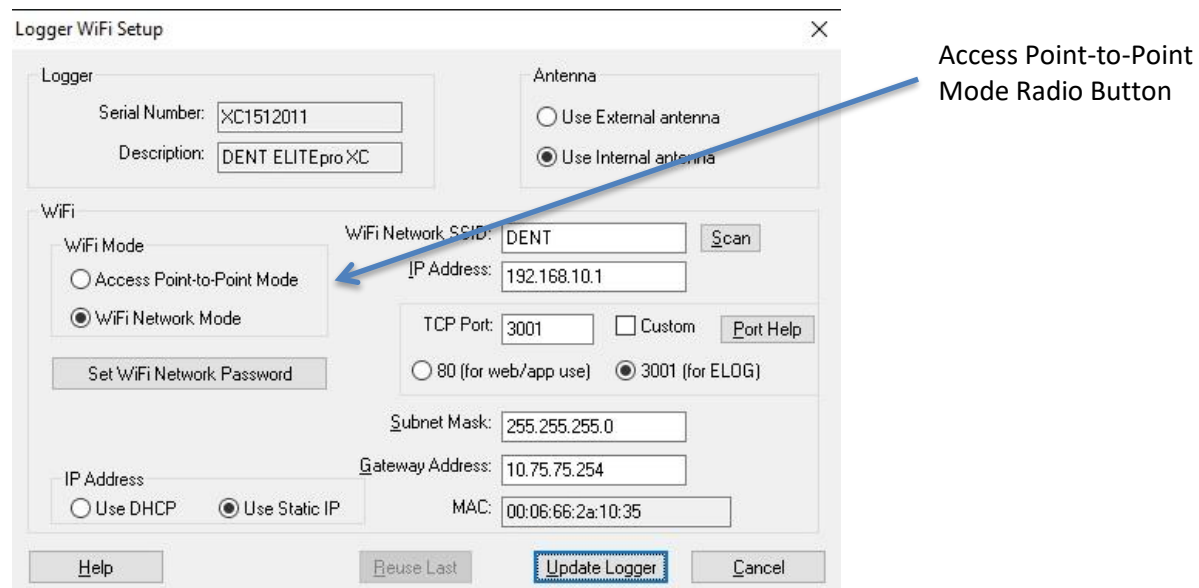 Logger WiFi Setup
Access Point-to-Point
Mode Radio Button
Logger
Serial Number: XC1512011
Description: DENT ELITEpro XC
Antenna
Use External antenna
Use Internal antenna
WiFi
WiFi Mode
Access Point-to-Point Mode
WiFi Network Mode
Set WiFi Network Password
WiFi Network SSID: DENT Scan
IP Address: 192.168.10.1
TCP Port: 3001 Custom Port Help
80 (for web/app use) 3001 (for ELOG)
Subnet Mask: 255.255.255.0
Gateway Address: 10.75.75.254
MAC: 00:06:66:2a:10:35
IP Address
Use DHCP Use Static IP
Help Reuse Last Update Logger Cancel